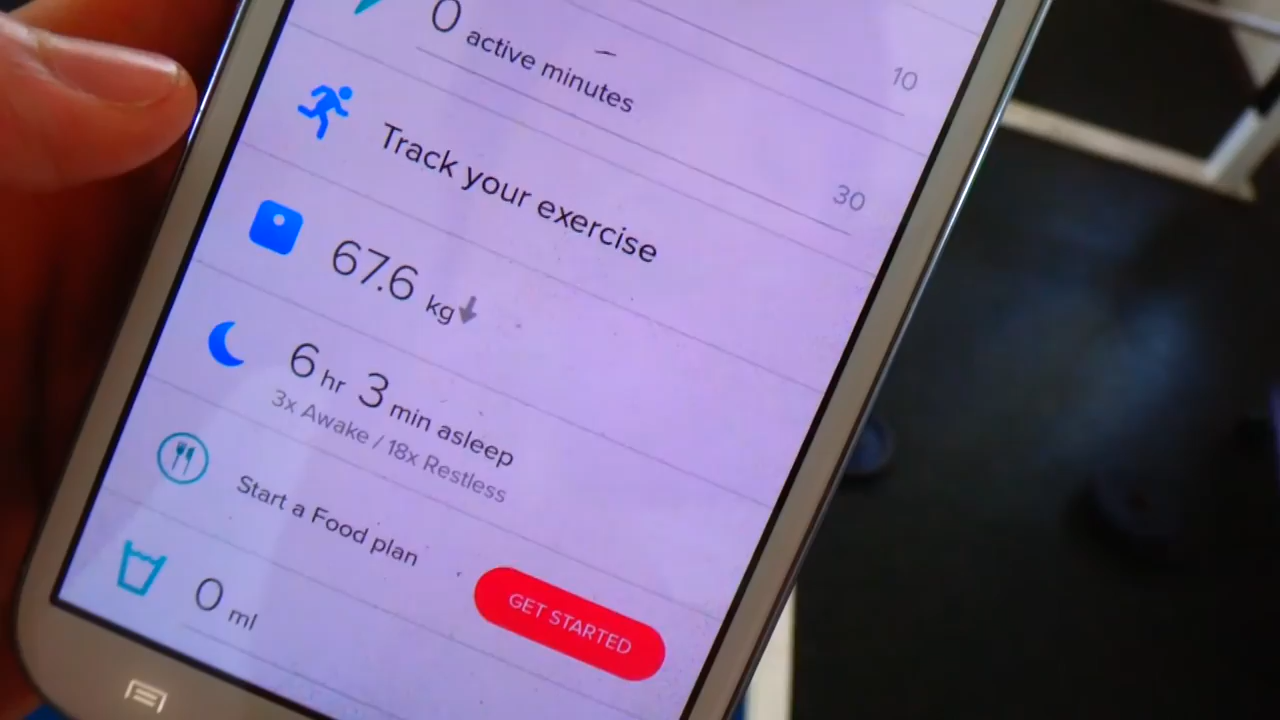 10
0 active minutes
30
Track your exercise
67.6 kg
6 hr 3 min asleep
3x Awake / 18x Restless
Start a Food plan
GET STARTED
0 ml